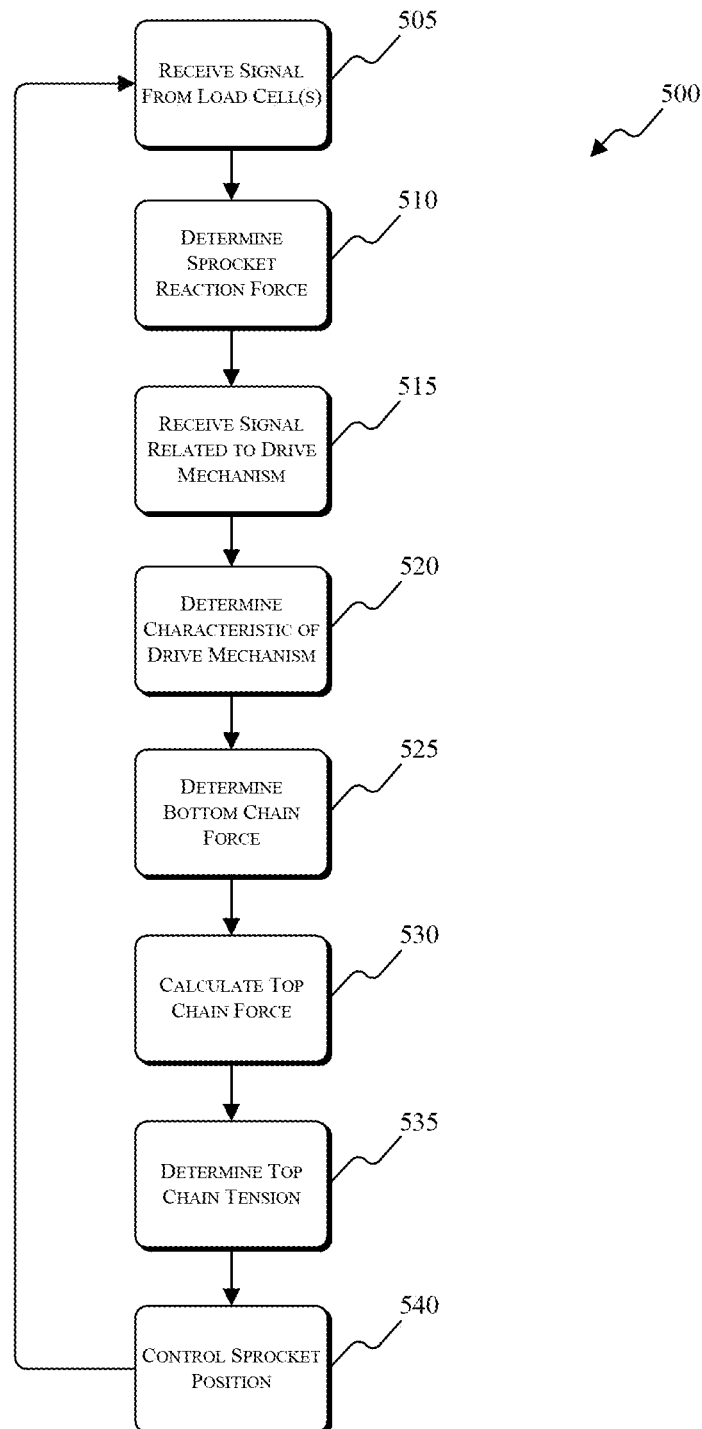 505
RECEIVE SIGNAL
FROM LOAD CELL(S)
500
510
DETERMINE
SPROCKET
REACTION FORCE
515
RECEIVE SIGNAL
RELATED TO DRIVE
MECHANISM
520
DETERMINE
CHARACTERISTIC OF
DRIVE MECHANISM
525
DETERMINE
BOTTOM CHAIN
FORCE
530
CALCULATE TOP
CHAIN FORCE
535
DETERMINE TOP
CHAIN TENSION
540
CONTROL SPROCKET
POSITION